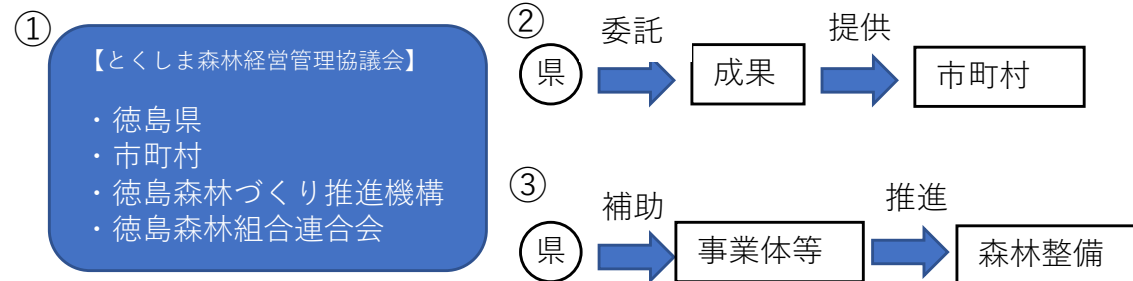 ①
【とくしま森林経営管理協議会】
・徳島県
・市町村
・徳島森林づくり推進機構
・徳島森林組合連合会
②
委託 提供
県 成果 市町村
③
補助 推進
県 事業体等 森林整備